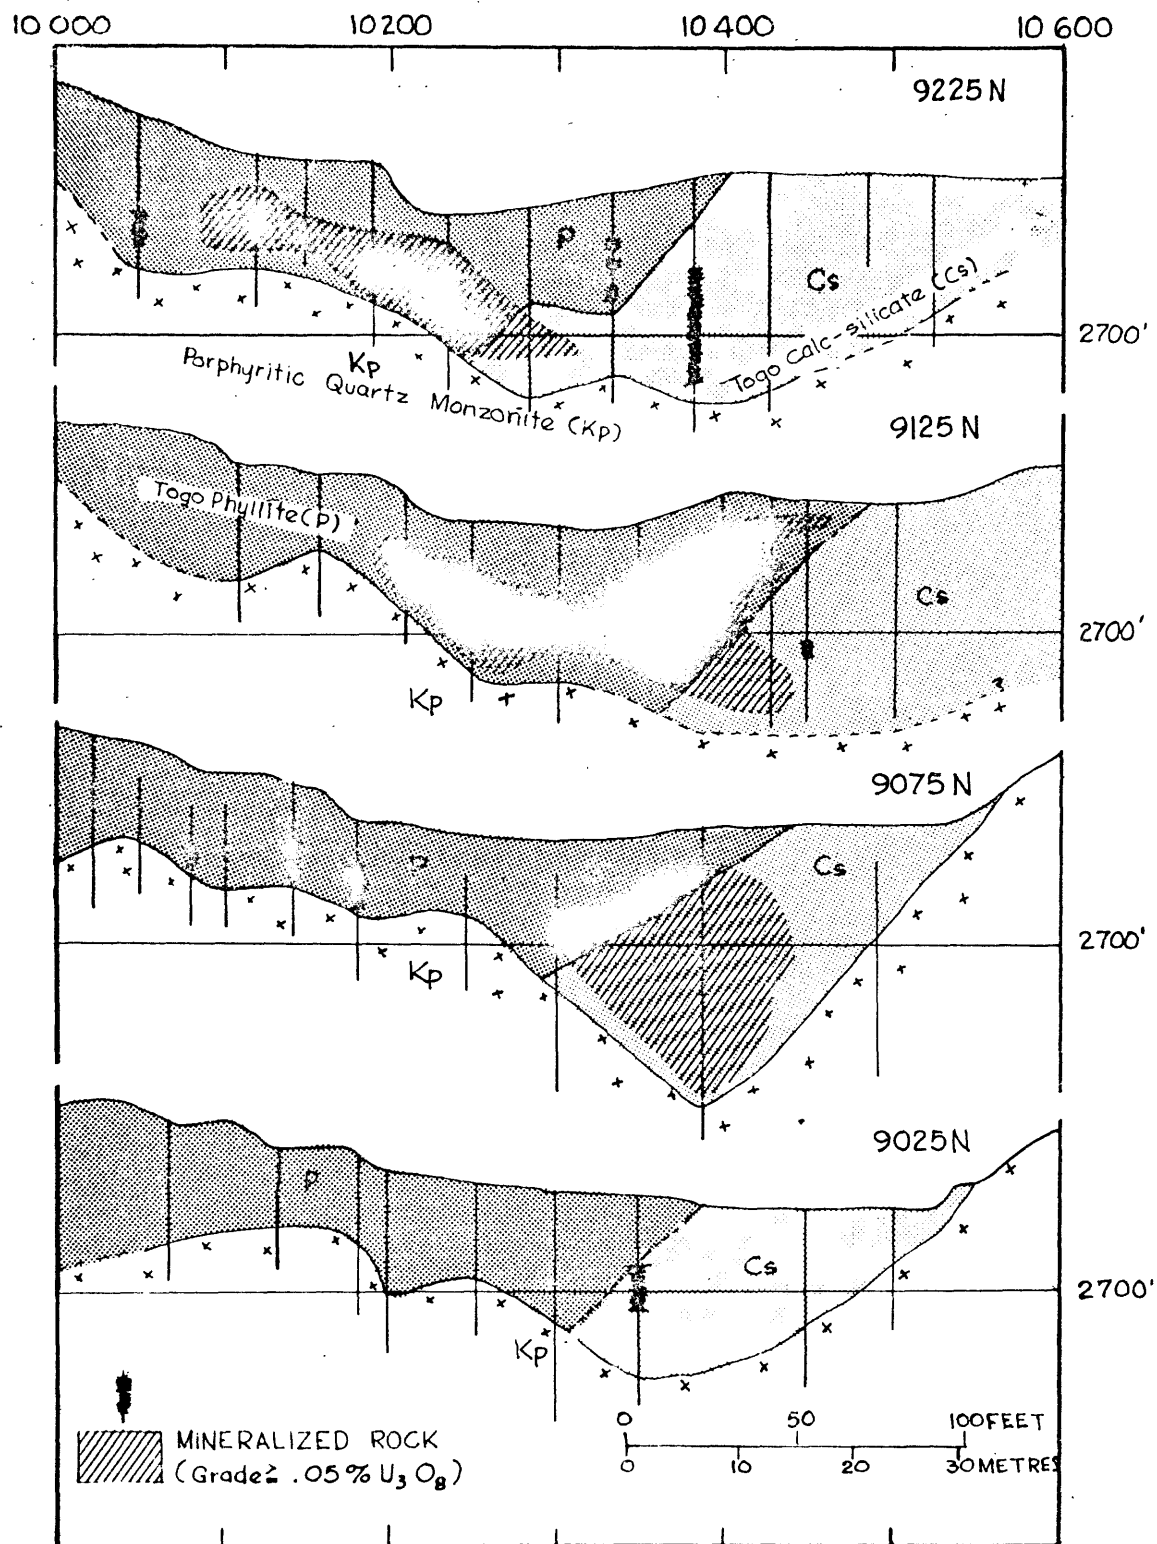 10 000 10 200 10 400 10 600
9225 N
P
Cs
Togo Calc-silicate (Cs)
2700'
Kp
Porphyritic Quartz Monzonite (Kp)
9125 N
Togo Phyllite (P)
Cs
2700'
?
Kp
9075 N
P
Cs
2700'
Kp
9025 N
P
Cs
2700'
Kp
0 50 100 FEET
MINERALIZED ROCK
(Grade ≥ .05 % U₃O₈)
0 10 20 30 METRES